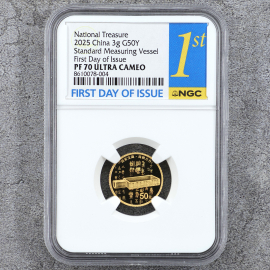 National Treasure
2025 China 3g G50Y
Standard Measuring Vessel
First Day of Issue
PF 70 ULTRA CAMEO
8610078-004
1st
FIRST DAY OF ISSUE
NGC
50